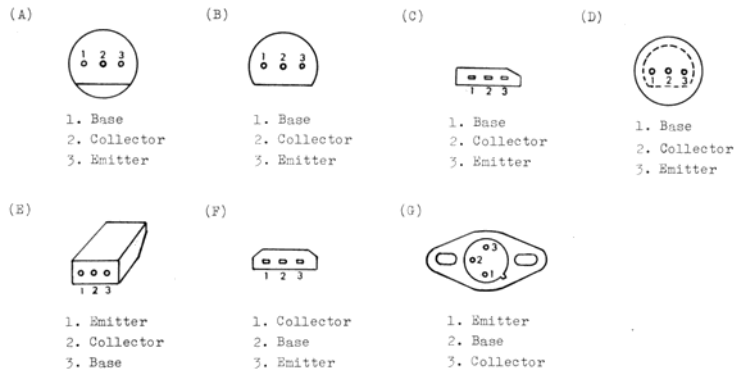 (A)
1 2 3
1. Base
2. Collector
3. Emitter
(B)
1 2 3
1. Base
2. Collector
3. Emitter
(C)
1 2 3
1. Base
2. Collector
3. Emitter
(D)
1 2 3
1. Base
2. Collector
3. Emitter
(E)
1 2 3
1. Emitter
2. Collector
3. Base
(F)
1 2 3
1. Collector
2. Base
3. Emitter
(G)
3
2
1
1. Emitter
2. Base
3. Collector